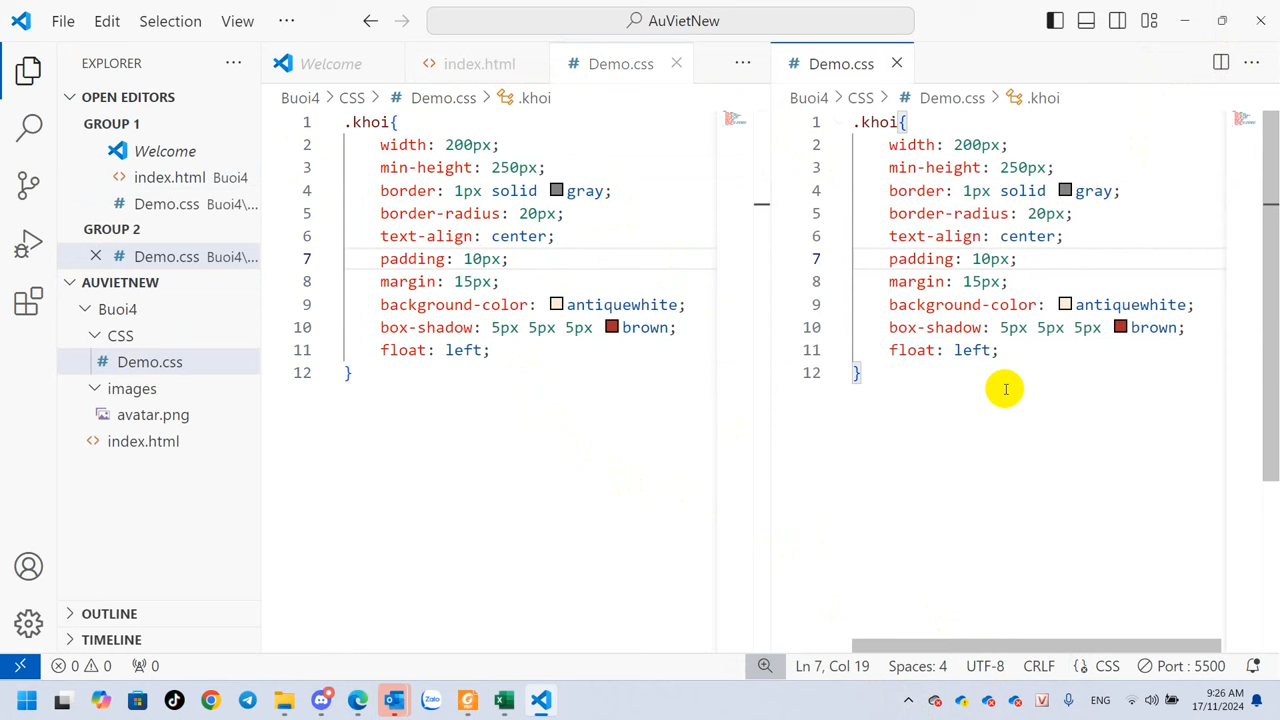 File Edit Selection View ··· AuVietNew
EXPLORER
OPEN EDITORS
GROUP 1
Welcome
index.html Buoi4
Demo.css Buoi4\...
GROUP 2
Demo.css Buoi4\...
AUVIETNEW
Buoi4
CSS
Demo.css
images
avatar.png
index.html
OUTLINE
TIMELINE
Welcome index.html Demo.css
Buoi4 > CSS > Demo.css > .khoi
1 .khoi{
2 width: 200px;
3 min-height: 250px;
4 border: 1px solid gray;
5 border-radius: 20px;
6 text-align: center;
7 padding: 10px;
8 margin: 15px;
9 background-color: antiquewhite;
10 box-shadow: 5px 5px 5px brown;
11 float: left;
12 }
Demo.css
Buoi4 > CSS > Demo.css > .khoi
1 .khoi{
2 width: 200px;
3 min-height: 250px;
4 border: 1px solid gray;
5 border-radius: 20px;
6 text-align: center;
7 padding: 10px;
8 margin: 15px;
9 background-color: antiquewhite;
10 box-shadow: 5px 5px 5px brown;
11 float: left;
12 }
0 0 0 Ln 7, Col 19 Spaces: 4 UTF-8 CRLF CSS Port : 5500
Zalo ENG 9:26 AM
17/11/2024